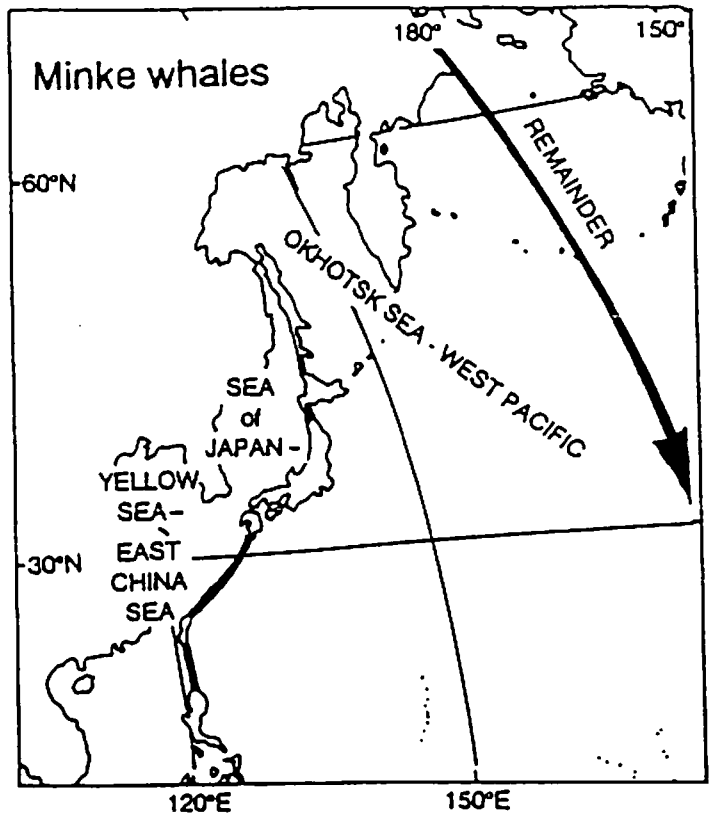 180°
150°
Minke whales
REMAINDER
60°N
OKHOTSK SEA - WEST PACIFIC
SEA
of
JAPAN -
YELLOW
SEA -
EAST
CHINA
SEA
30°N
120°E
150°E